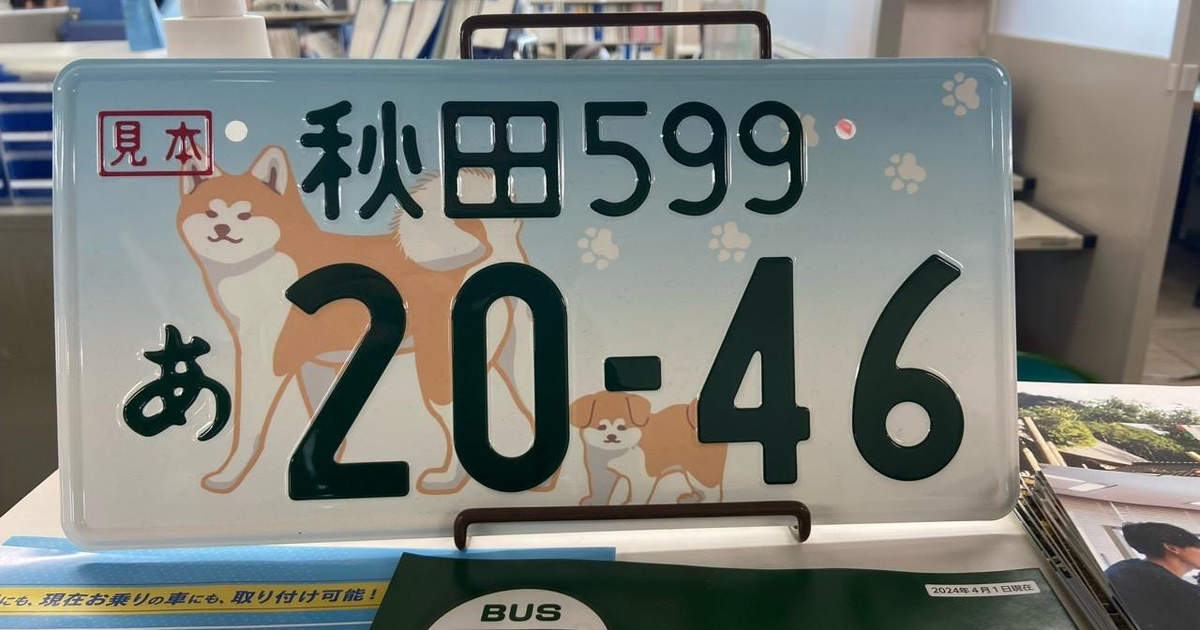 見本
秋田599
あ 20-46
にも、現在お乗りの車にも、取り付け可能！
2024年4月1日現在
BUS